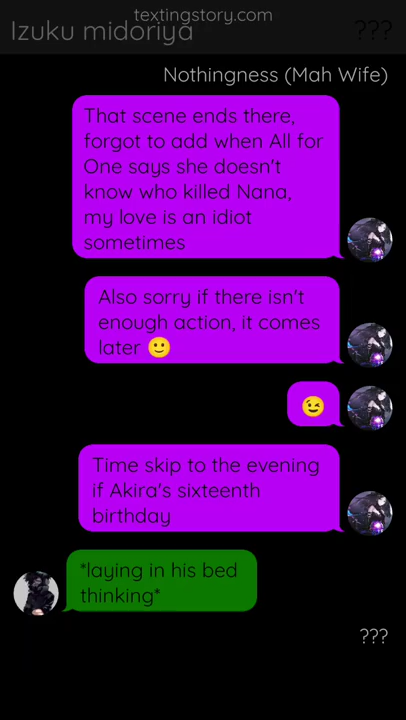 textingstory.com
Izuku midoriya
???
Nothingness (Mah Wife)
That scene ends there,
forgot to add when All for
One says she doesn't
know who killed Nana,
my love is an idiot
sometimes
Also sorry if there isn't
enough action, it comes
later 🙂
😉
Time skip to the evening
if Akira's sixteenth
birthday
*laying in his bed
thinking*
???